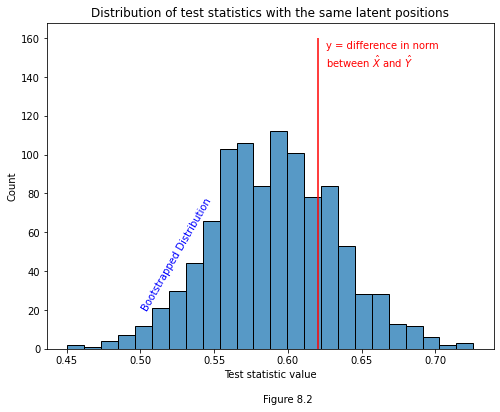 Distribution of test statistics with the same latent positions
160
140
120
100
80
60
40
20
0
Count
y = difference in norm
between X̂ and Ŷ
Bootstrapped Distribution
0.45 0.50 0.55 0.60 0.65 0.70
Test statistic value
Figure 8.2